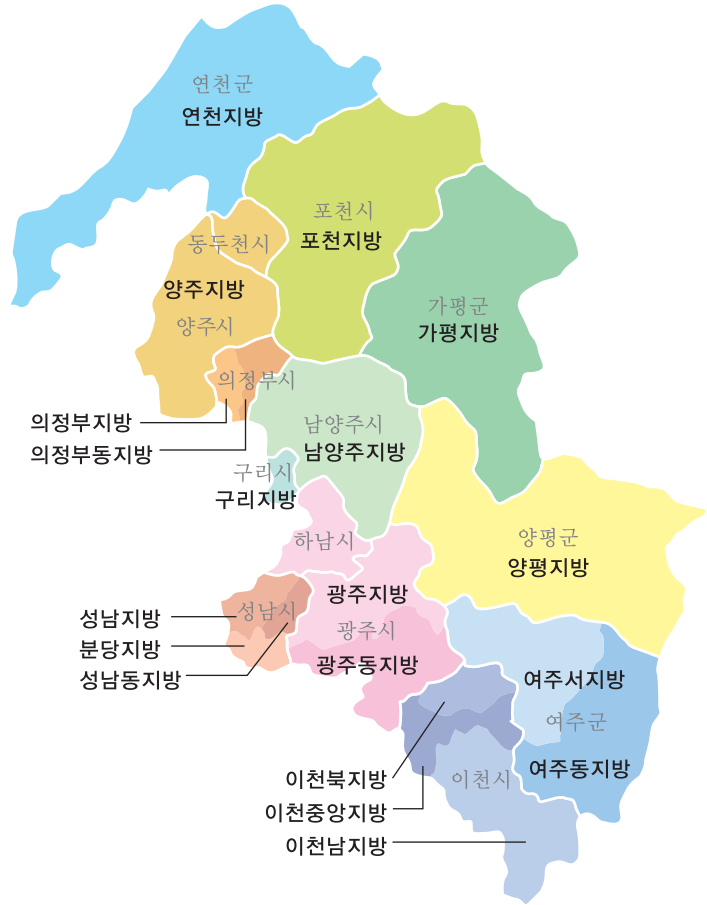 연천군
연천지방
포천시
포천지방
동두천시
양주지방
양주시
가평군
가평지방
의정부시
의정부지방
의정부동지방
남양주시
남양주지방
구리시
구리지방
하남시
양평군
양평지방
성남시
성남지방
분당지방
성남동지방
광주지방
광주시
광주동지방
여주서지방
여주군
여주동지방
이천시
이천북지방
이천중앙지방
이천남지방